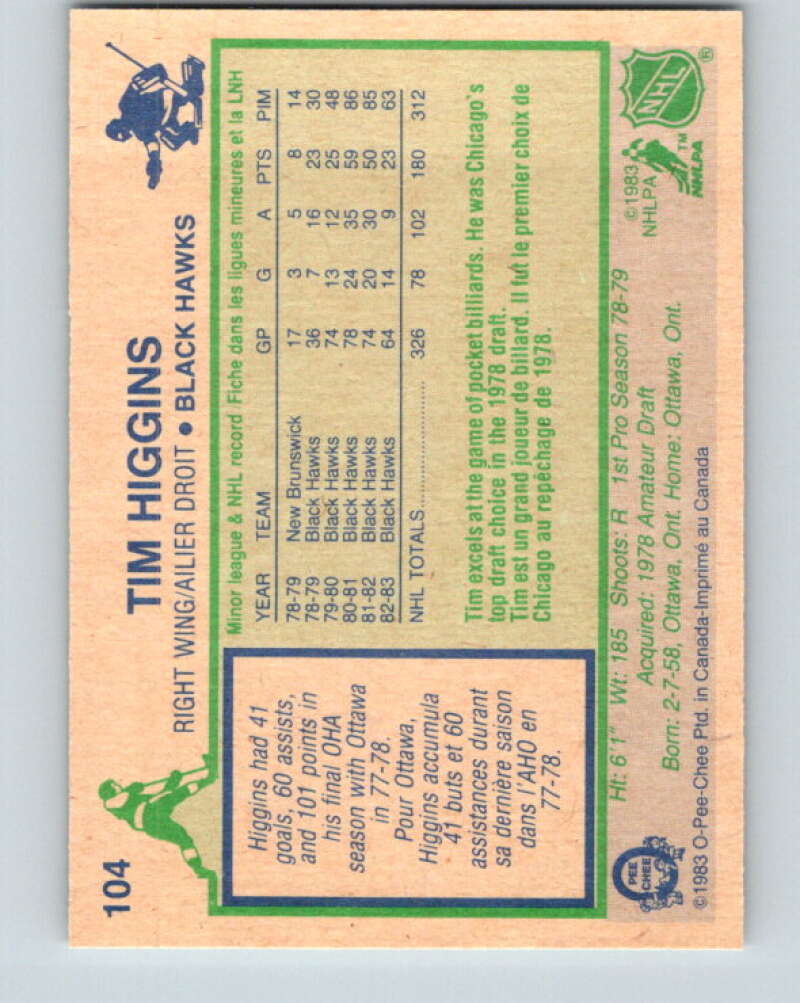 104
TIM HIGGINS
RIGHT WING/AILIER DROIT • BLACK HAWKS
Higgins had 41
goals, 60 assists,
and 101 points in
his final OHA
season with Ottawa
in 77-78.
Pour Ottawa,
Higgins accumula
41 buts et 60
assistances durant
sa dernière saison
dans l'AHO en
77-78.
Minor league & NHL record Fiche dans les ligues mineures et la LNH
YEAR TEAM GP G A PTS PIM
78-79 New Brunswick 17 3 5 8 14
78-79 Black Hawks 36 7 16 23 30
79-80 Black Hawks 74 13 12 25 48
80-81 Black Hawks 78 24 35 59 86
81-82 Black Hawks 74 20 30 50 85
82-83 Black Hawks 64 14 9 23 63
NHL TOTALS.................... 326 78 102 180 312
Tim excels at the game of pocket billiards. He was Chicago's
top draft choice in the 1978 draft.
Tim est un grand joueur de billard. Il fut le premier choix de
Chicago au repêchage de 1978.
Ht: 6'1" Wt: 185 Shoots: R 1st Pro Season 78-79
Acquired: 1978 Amateur Draft
Born: 2-7-58, Ottawa, Ont. Home: Ottawa, Ont.
©1983 O-Pee-Chee Ptd. in Canada-Imprimé au Canada
O
PEE
CHEE
©1983
NHLPA
NHL
®
TM
NHLPA